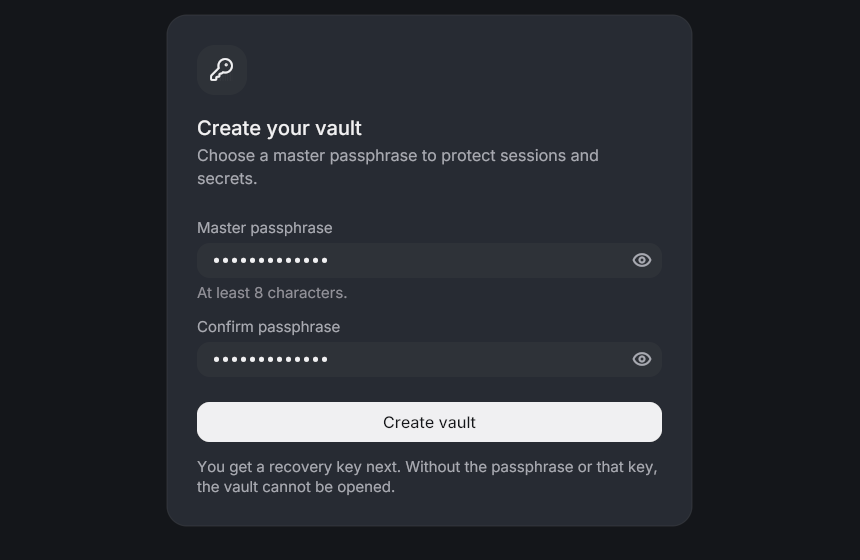 Create your vault
Choose a master passphrase to protect sessions and
secrets.
Master passphrase
•••••••••••••
At least 8 characters.
Confirm passphrase
•••••••••••••
Create vault
You get a recovery key next. Without the passphrase or that key,
the vault cannot be opened.